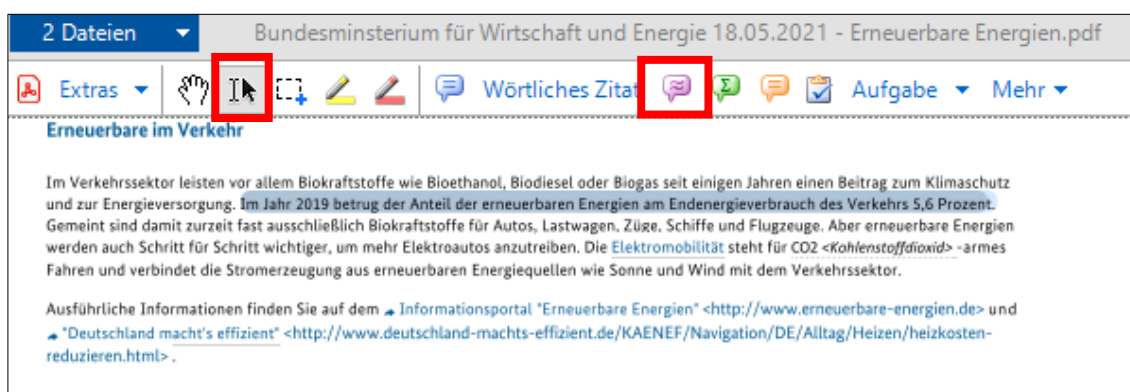 2 Dateien Bundesminsterium für Wirtschaft und Energie 18.05.2021 - Erneuerbare Energien.pdf
Extras Wörtliches Zitat Σ Aufgabe Mehr
Erneuerbare im Verkehr
Im Verkehrssektor leisten vor allem Biokraftstoffe wie Bioethanol, Biodiesel oder Biogas seit einigen Jahren einen Beitrag zum Klimaschutz
und zur Energieversorgung. Im Jahr 2019 betrug der Anteil der erneuerbaren Energien am Endenergieverbrauch des Verkehrs 5,6 Prozent.
Gemeint sind damit zurzeit fast ausschließlich Biokraftstoffe für Autos, Lastwagen, Züge, Schiffe und Flugzeuge. Aber erneuerbare Energien
werden auch Schritt für Schritt wichtiger, um mehr Elektroautos anzutreiben. Die Elektromobilität steht für CO2 <Kohlenstoffdioxid> -armes
Fahren und verbindet die Stromerzeugung aus erneuerbaren Energiequellen wie Sonne und Wind mit dem Verkehrssektor.
Ausführliche Informationen finden Sie auf dem Informationsportal "Erneuerbare Energien" <http://www.erneuerbare-energien.de> und
"Deutschland macht's effizient" <http://www.deutschland-machts-effizient.de/KAENEF/Navigation/DE/Alltag/Heizen/heizkosten-
reduzieren.html> .